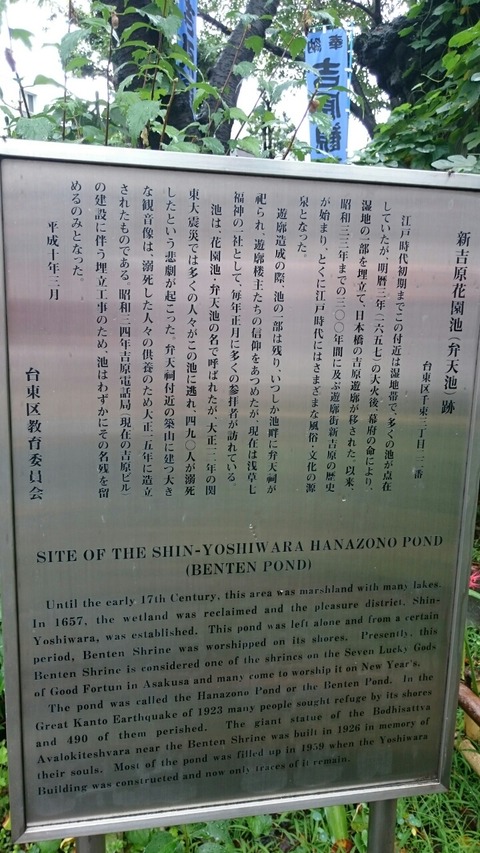 奉納
吉原観
新吉原花園池(弁天池)跡
台東区千束三丁目二二番
江戸時代初期までこの付近は湿地帯で、多くの池が点在
していたが、明暦三年(一六五七)の大火後、幕府の命により、
湿地の一部を埋立て、日本橋の吉原遊廓が移された。以来、
昭和三三年までの三〇〇年間に及ぶ遊廓街新吉原の歴史
が始まり、とくに江戸時代にはさまざまな風俗・文化の源
泉となった。
遊廓造成の際、池の一部は残り、いつしか池畔に弁天祠が
祀られ、遊廓楼主たちの信仰をあつめたが、現在は浅草七
福神の一社として、毎年正月に多くの参拝者が訪れている。
池は、花園池・弁天池の名で呼ばれたが、大正一二年の関
東大震災では多くの人々がこの池に逃れ、四九〇人が溺死
したという悲劇が起こった。弁天祠付近の築山に建つ大き
な観音像は、溺死した人々の供養のため大正一五年に造立
されたものである。昭和三四年吉原電話局(現在の吉原ビル)
の建設に伴う埋立工事のため、池はわずかにその名残を留
めるのみとなった。
平成十年三月
台東区教育委員会
SITE OF THE SHIN-YOSHIWARA HANAZONO POND
(BENTEN POND)
Until the early 17th Century, this area was marshland with many lakes.
In 1657, the wetland was reclaimed and the pleasure district, Shin-
Yoshiwara, was established. This pond was left alone and from a certain
period, Benten Shrine was worshipped on its shores. Presently, this
Benten Shrine is considered one of the shrines on the Seven Lucky Gods
of Good Fortun in Asakusa and many come to worship it on New Year's.
The pond was called the Hanazono Pond or the Benten Pond. In the
Great Kanto Earthquake of 1923 many people sought refuge by its shores
and 490 of them perished. The giant statue of the Bodhisattva
Avalokiteshvara near the Benten Shrine was built in 1926 in memory of
their souls. Most of the pond was filled up in 1959 when the Yoshiwara
Building was constructed and now only traces of it remain.